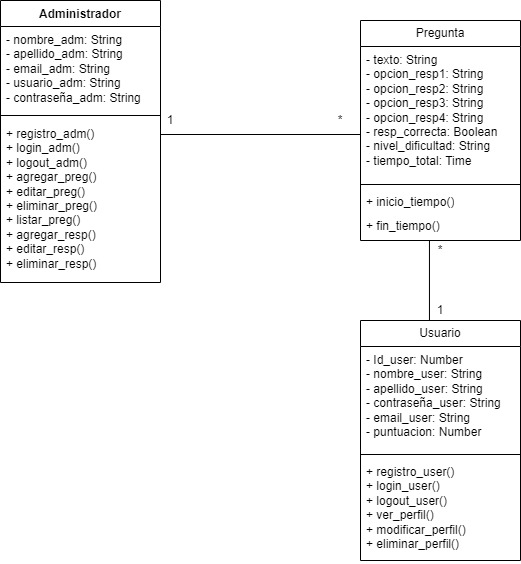 Administrador
- nombre_adm: String
- apellido_adm: String
- email_adm: String
- usuario_adm: String
- contraseña_adm: String
+ registro_adm()
+ login_adm()
+ logout_adm()
+ agregar_preg()
+ editar_preg()
+ eliminar_preg()
+ listar_preg()
+ agregar_resp()
+ editar_resp()
+ eliminar_resp()
1
*
Pregunta
- texto: String
- opcion_resp1: String
- opcion_resp2: String
- opcion_resp3: String
- opcion_resp4: String
- resp_correcta: Boolean
- nivel_dificultad: String
- tiempo_total: Time
+ inicio_tiempo()
+ fin_tiempo()
*
1
Usuario
- Id_user: Number
- nombre_user: String
- apellido_user: String
- contraseña_user: String
- email_user: String
- puntuacion: Number
+ registro_user()
+ login_user()
+ logout_user()
+ ver_perfil()
+ modificar_perfil()
+ eliminar_perfil()